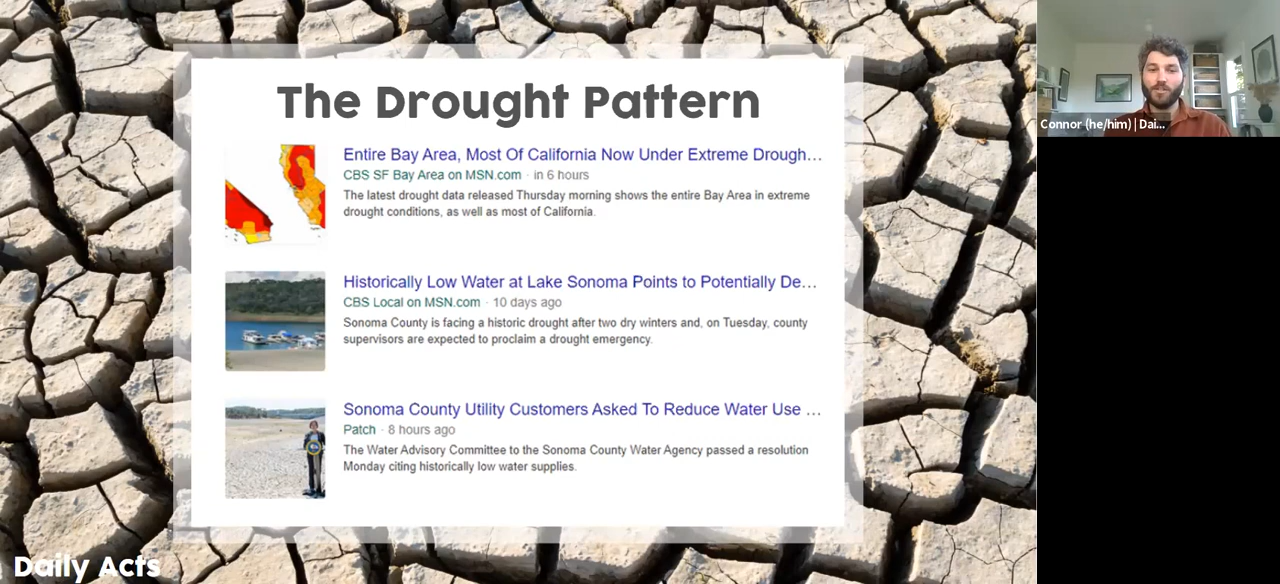 The Drought Pattern
Entire Bay Area, Most Of California Now Under Extreme Drough...
CBS SF Bay Area on MSN.com · in 6 hours
The latest drought data released Thursday morning shows the entire Bay Area in extreme
drought conditions, as well as most of California.
Historically Low Water at Lake Sonoma Points to Potentially De...
CBS Local on MSN.com · 10 days ago
Sonoma County is facing a historic drought after two dry winters and, on Tuesday, county
supervisors are expected to proclaim a drought emergency.
Sonoma County Utility Customers Asked To Reduce Water Use ...
Patch · 8 hours ago
The Water Advisory Committee to the Sonoma County Water Agency passed a resolution
Monday citing historically low water supplies.
Daily Acts
Connor (he/him) | Dai...